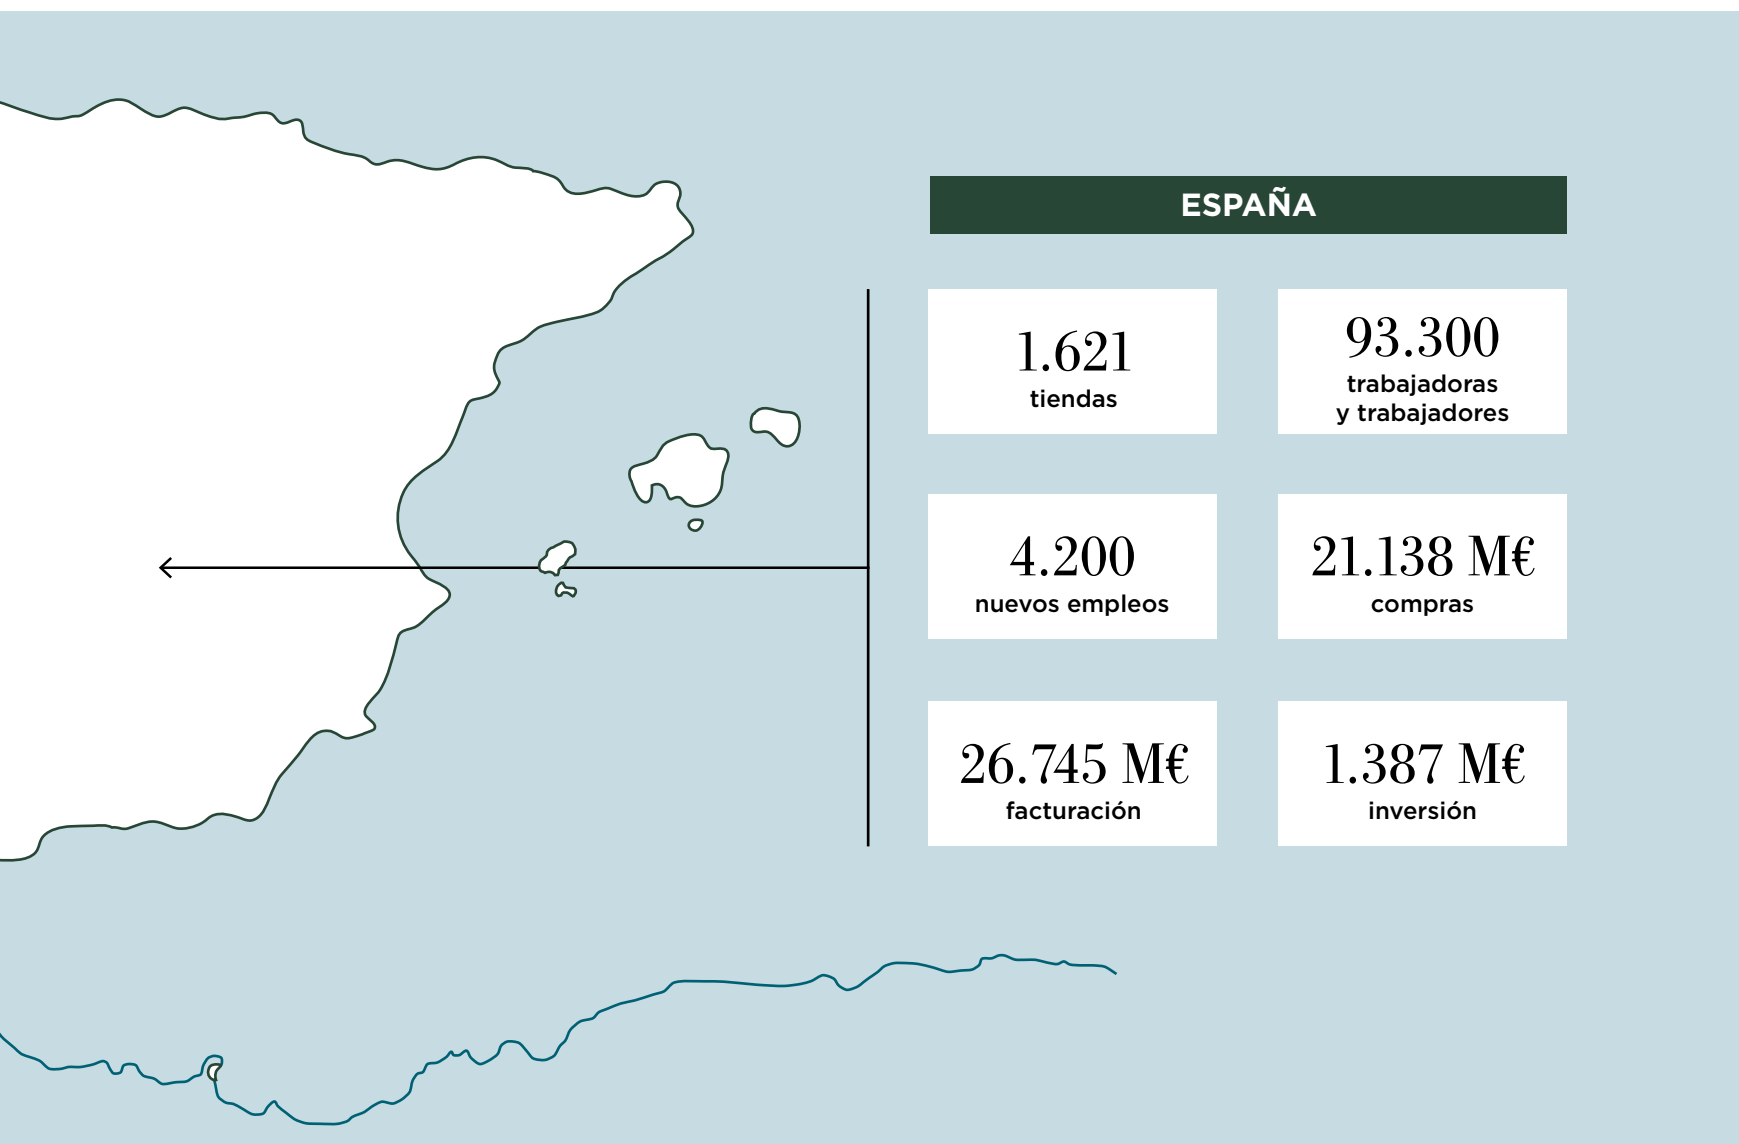 ESPAÑA
1.621
tiendas
93.300
trabajadoras
y trabajadores
4.200
nuevos empleos
21.138 M€
compras
26.745 M€
facturación
1.387 M€
inversión